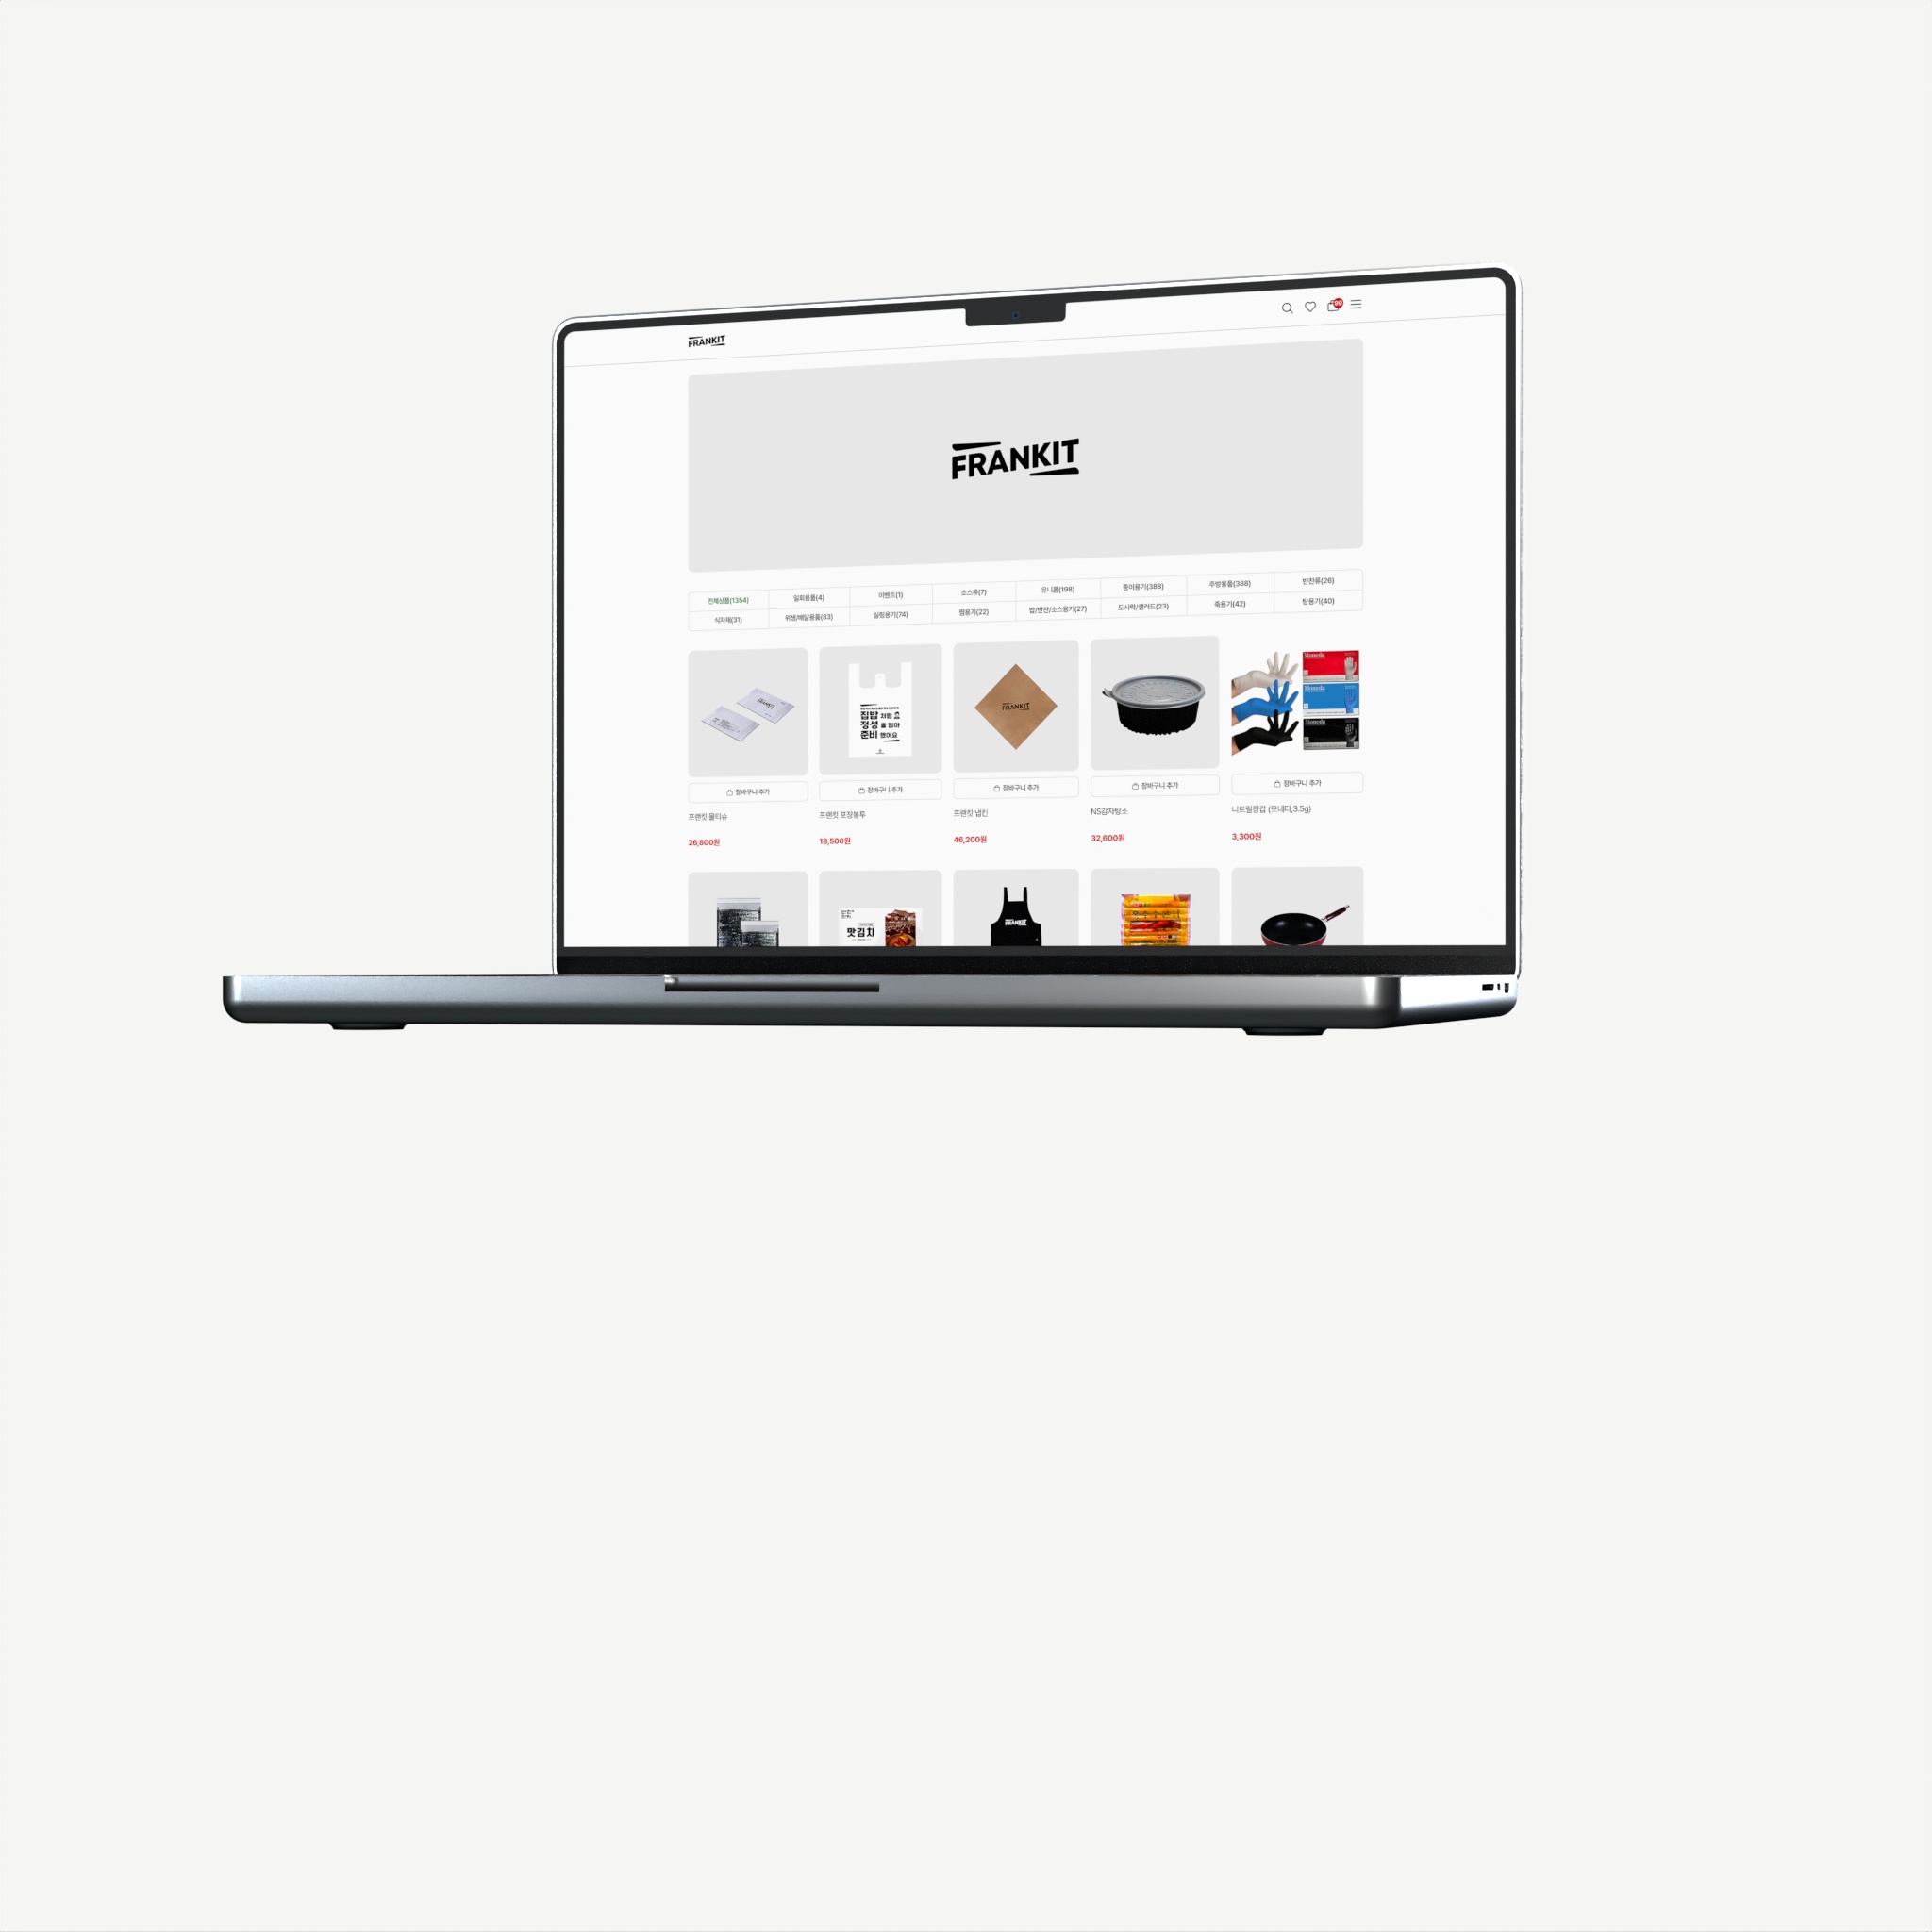 FRANKIT
99
FRANKIT
전체상품(1354)
일회용품(4)
이벤트(1)
소스류(7)
유니폼(198)
종이용기(388)
주방용품(388)
반찬류(26)
식자재(31)
위생/배달용품(83)
실링용기(74)
찜용기(22)
밥/반찬/소스용기(27)
도시락/샐러드(23)
죽용기(42)
탕용기(40)
FRANKIT
집밥 처럼
정성 을 담아
준비 했어요
FRANKIT
Moneda
Moneda
Moneda
장바구니 추가
장바구니 추가
장바구니 추가
장바구니 추가
장바구니 추가
프랜킷 물티슈
프랜킷 포장봉투
프랜킷 냅킨
NS감자탕소
니트릴장갑 (모네다,3.5g)
26,800원
18,500원
46,200원
32,600원
3,300원
맛김치
FRANKIT